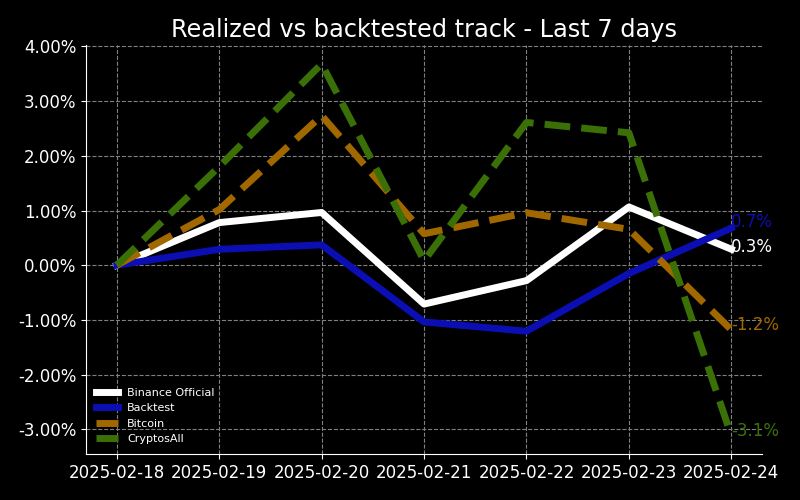 Realized vs backtested track - Last 7 days
4.00%
3.00%
2.00%
1.00%
0.00%
-1.00%
-2.00%
-3.00%
0.7%
0.3%
-1.2%
-3.1%
Binance Official
Backtest
Bitcoin
CryptosAll
2025-02-18 2025-02-19 2025-02-20 2025-02-21 2025-02-22 2025-02-23 2025-02-24